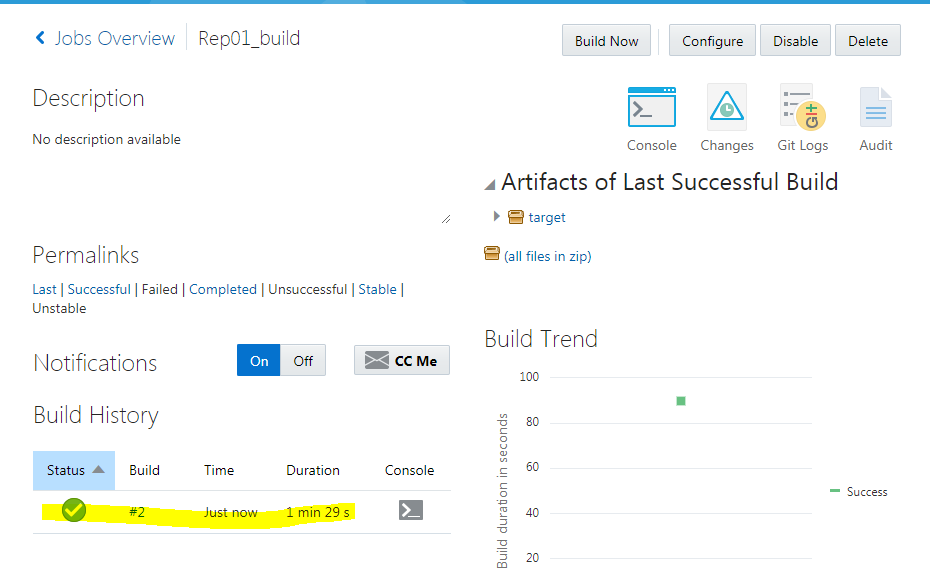 Jobs Overview Rep01_build
Build Now Configure Disable Delete
Description
No description available
Console Changes Git Logs Audit
git
Artifacts of Last Successful Build
target
(all files in zip)
Permalinks
Last | Successful | Failed | Completed | Unsuccessful | Stable |
Unstable
Notifications On Off CC Me
Build History
Status Build Time Duration Console
#2 Just now 1 min 29 s
Build Trend
Build duration in seconds
100
80
60
40
20
Success